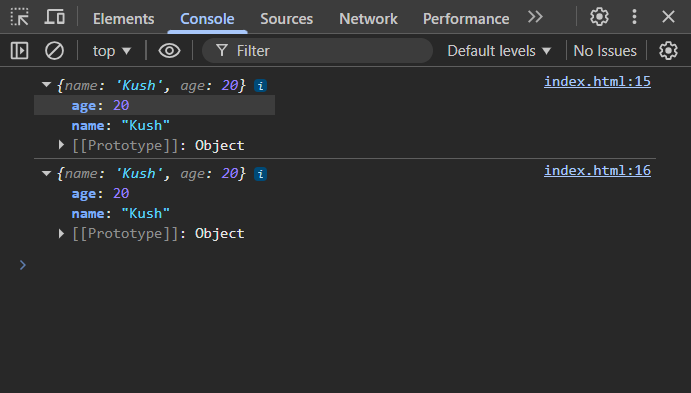 Elements Console Sources Network Performance
top Filter Default levels No Issues
{name: 'Kush', age: 20} i index.html:15
age: 20
name: "Kush"
[[Prototype]]: Object
{name: 'Kush', age: 20} i index.html:16
age: 20
name: "Kush"
[[Prototype]]: Object